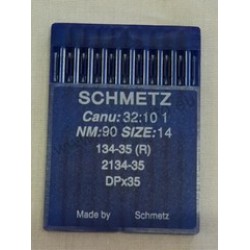 SCHMETZ
Canu: 32:10 1
NM:90 SIZE:14
134-35 (R)
2134-35
DPx35
Made by Schmetz